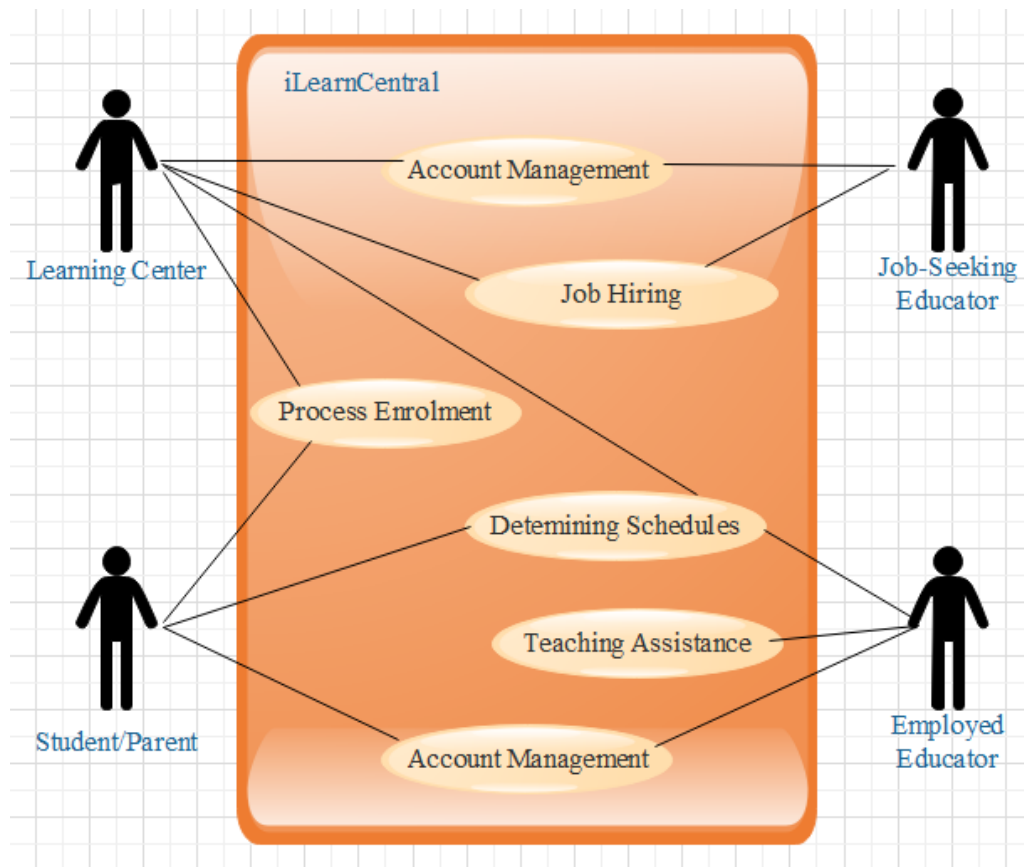 iLearnCentral
Account Management
Learning Center
Job-Seeking
Educator
Job Hiring
Process Enrolment
Detemining Schedules
Teaching Assistance
Student/Parent
Account Management
Employed
Educator